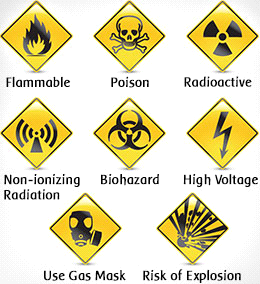 Flammable Poison Radioactive
Non-ionizing Biohazard High Voltage
Radiation
Use Gas Mask Risk of Explosion